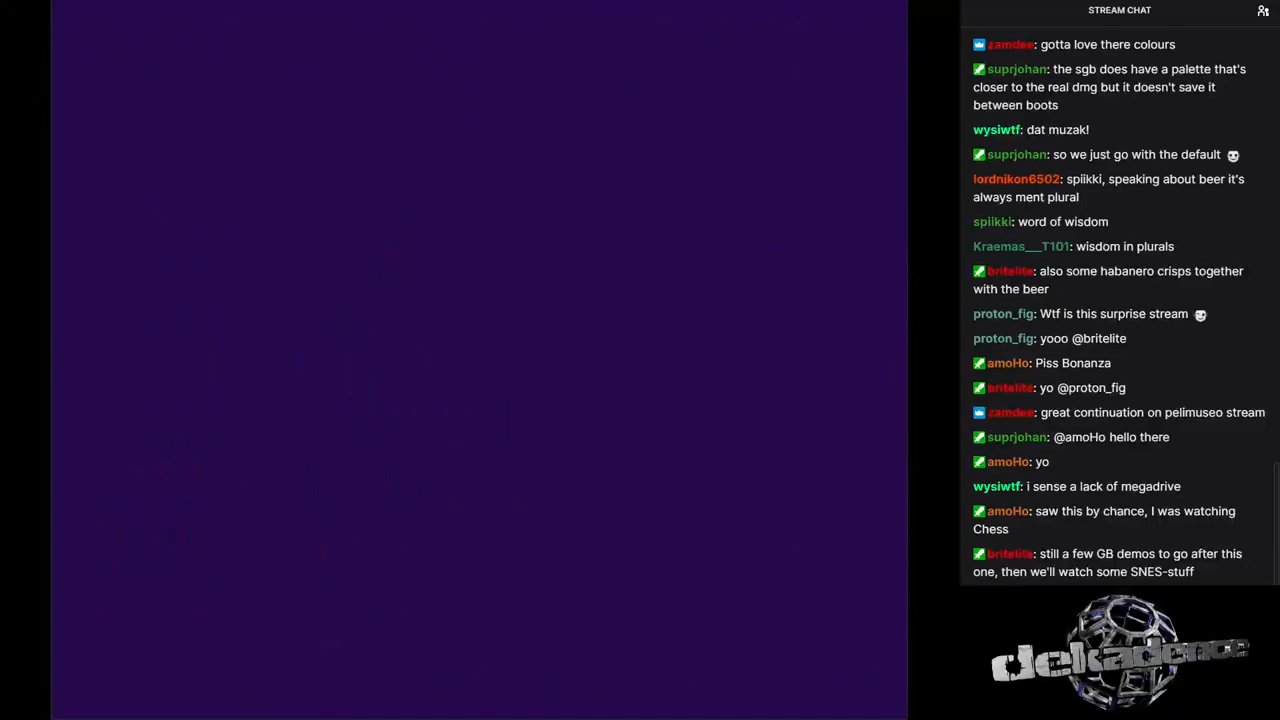 STREAM CHAT
zamdee: gotta love there colours
suprjohan: the sgb does have a palette that's
closer to the real dmg but it doesn't save it
between boots
wysiwtf: dat muzak!
suprjohan: so we just go with the default
lordnikon6502: spiikki, speaking about beer it's
always ment plural
spiikki: word of wisdom
Kraemas___T101: wisdom in plurals
britelite: also some habanero crisps together
with the beer
proton_fig: Wtf is this surprise stream
proton_fig: yooo @britelite
amoHo: Piss Bonanza
britelite: yo @proton_fig
zamdee: great continuation on pelimuseo stream
suprjohan: @amoHo hello there
amoHo: yo
wysiwtf: i sense a lack of megadrive
amoHo: saw this by chance, I was watching
Chess
britelite: still a few GB demos to go after this
one, then we'll watch some SNES-stuff
dekadence